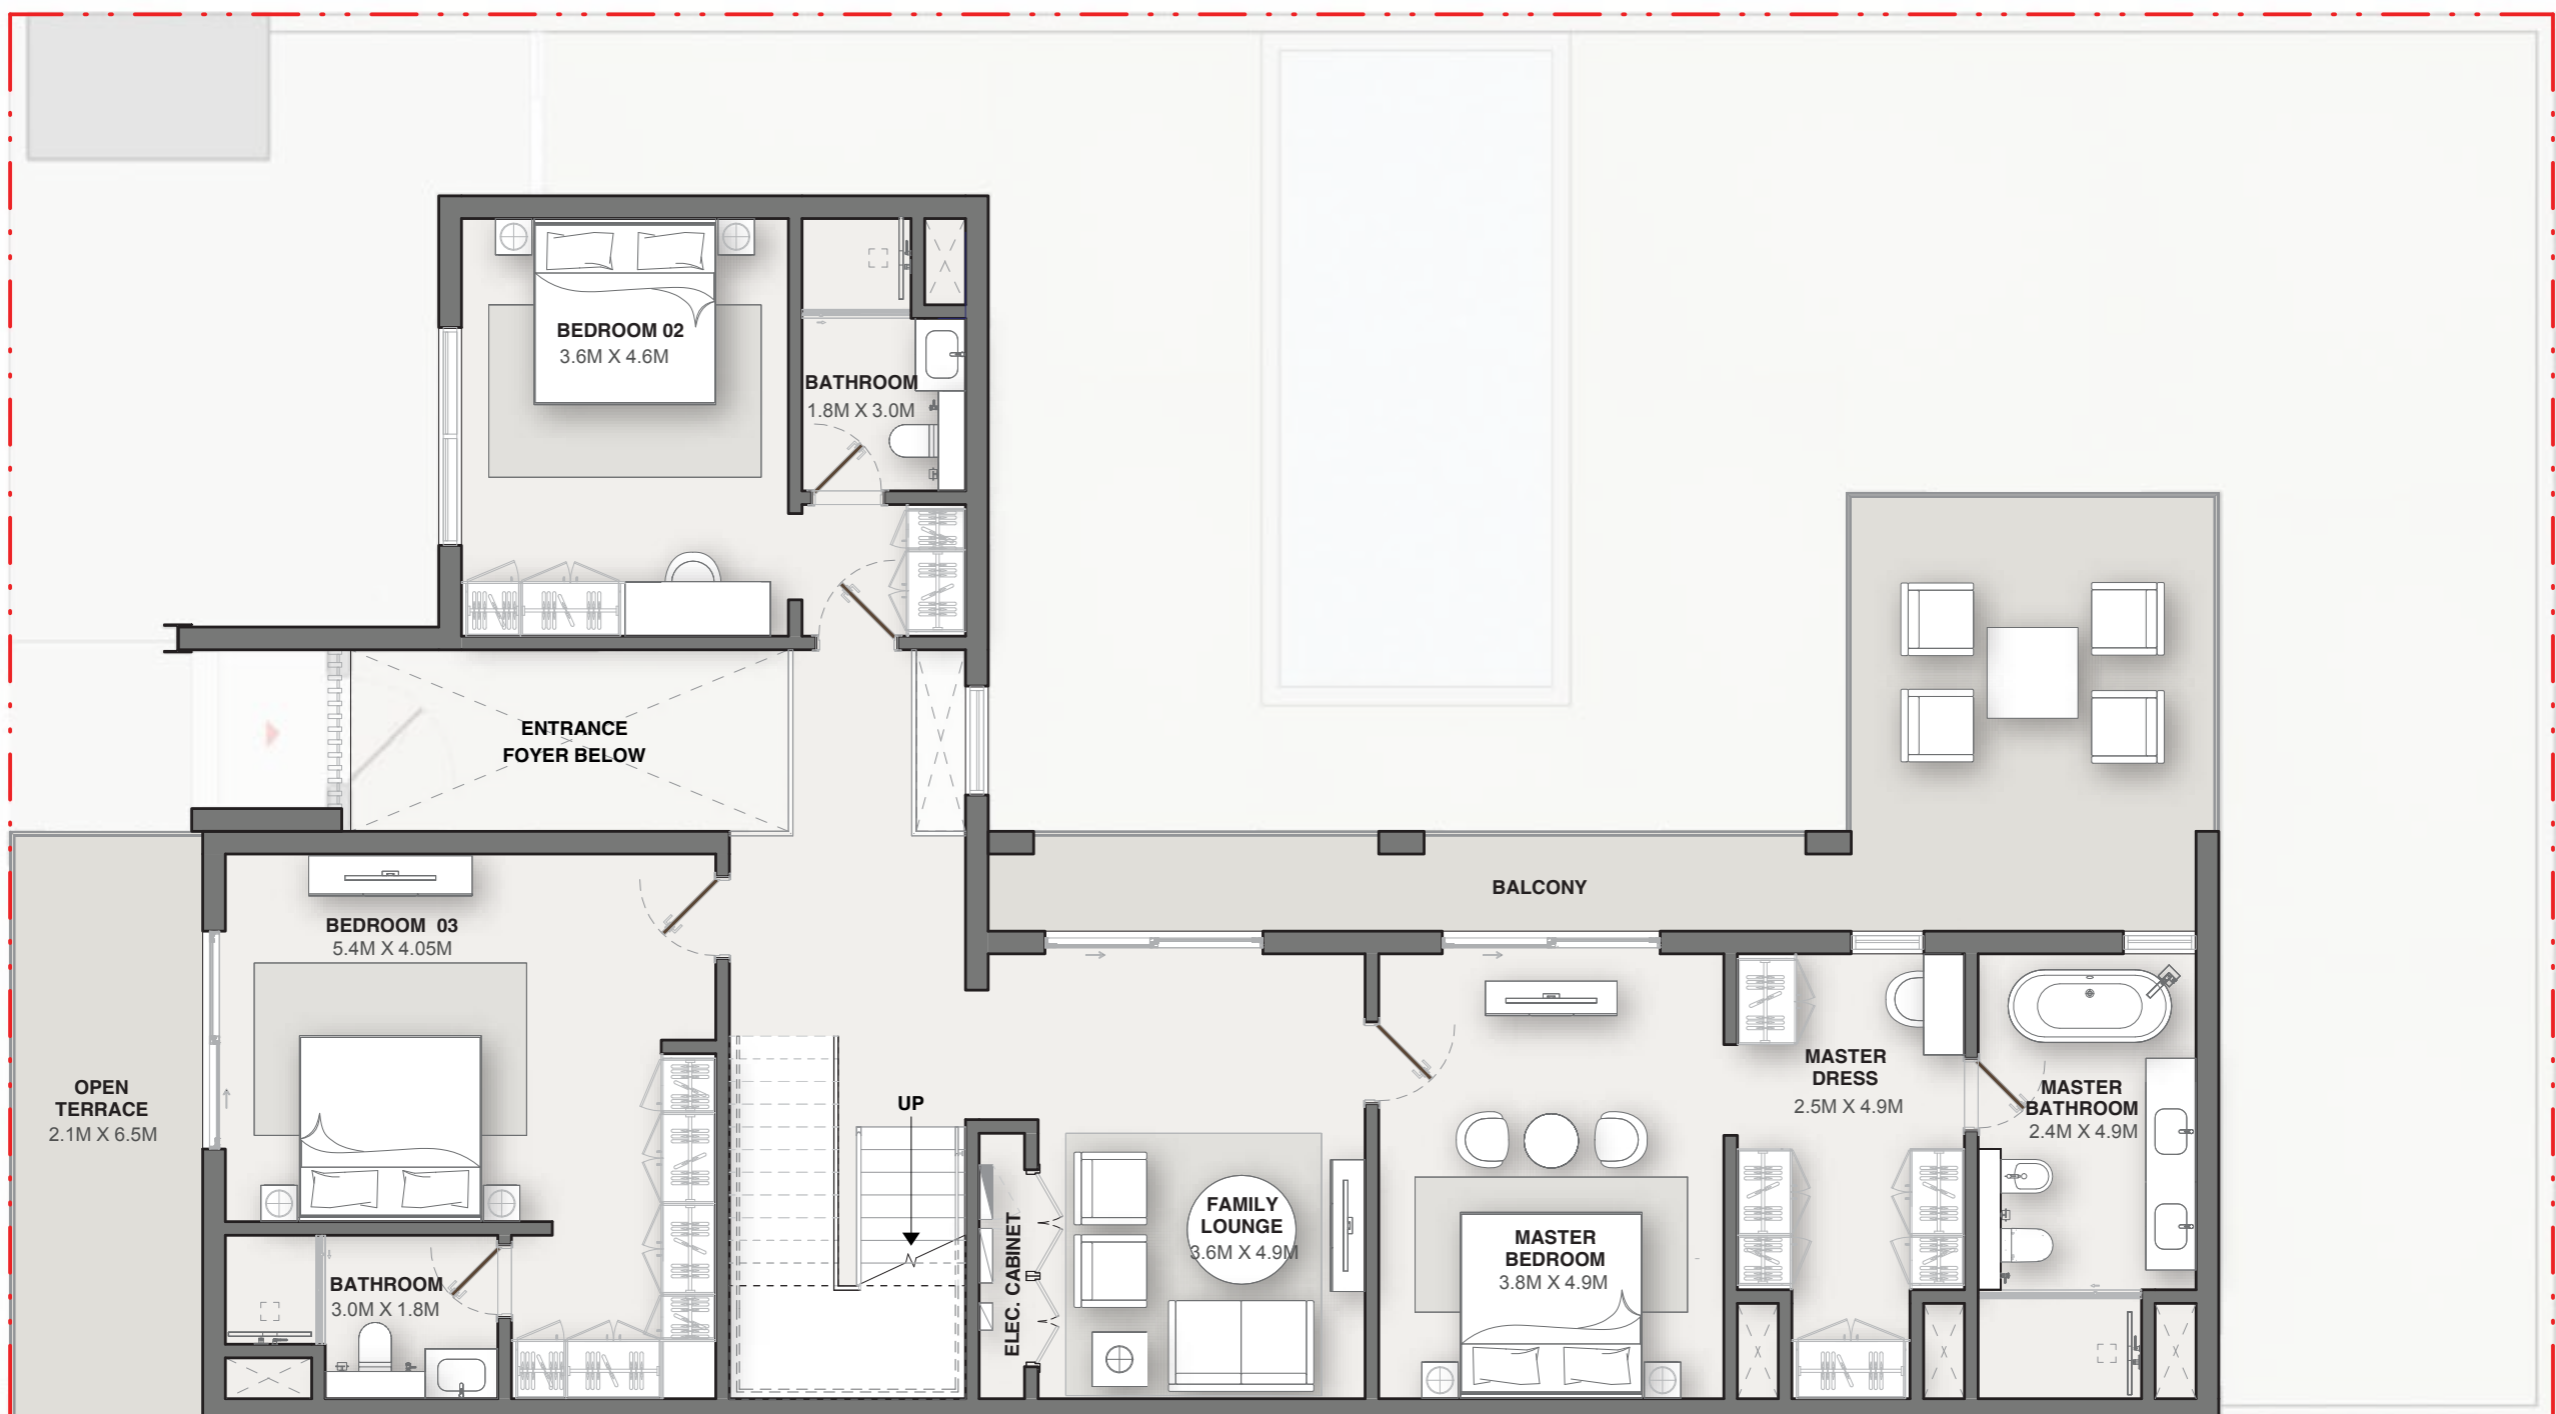 BEDROOM 02
3.6M X 4.6M
BATHROOM
1.8M X 3.0M
ENTRANCE
FOYER BELOW
BALCONY
BEDROOM 03
5.4M X 4.05M
OPEN
TERRACE
2.1M X 6.5M
UP
MASTER
DRESS
2.5M X 4.9M
MASTER
BATHROOM
2.4M X 4.9M
FAMILY
LOUNGE
3.6M X 4.9M
MASTER
BEDROOM
3.8M X 4.9M
ELEC. CABINET
BATHROOM
3.0M X 1.8M